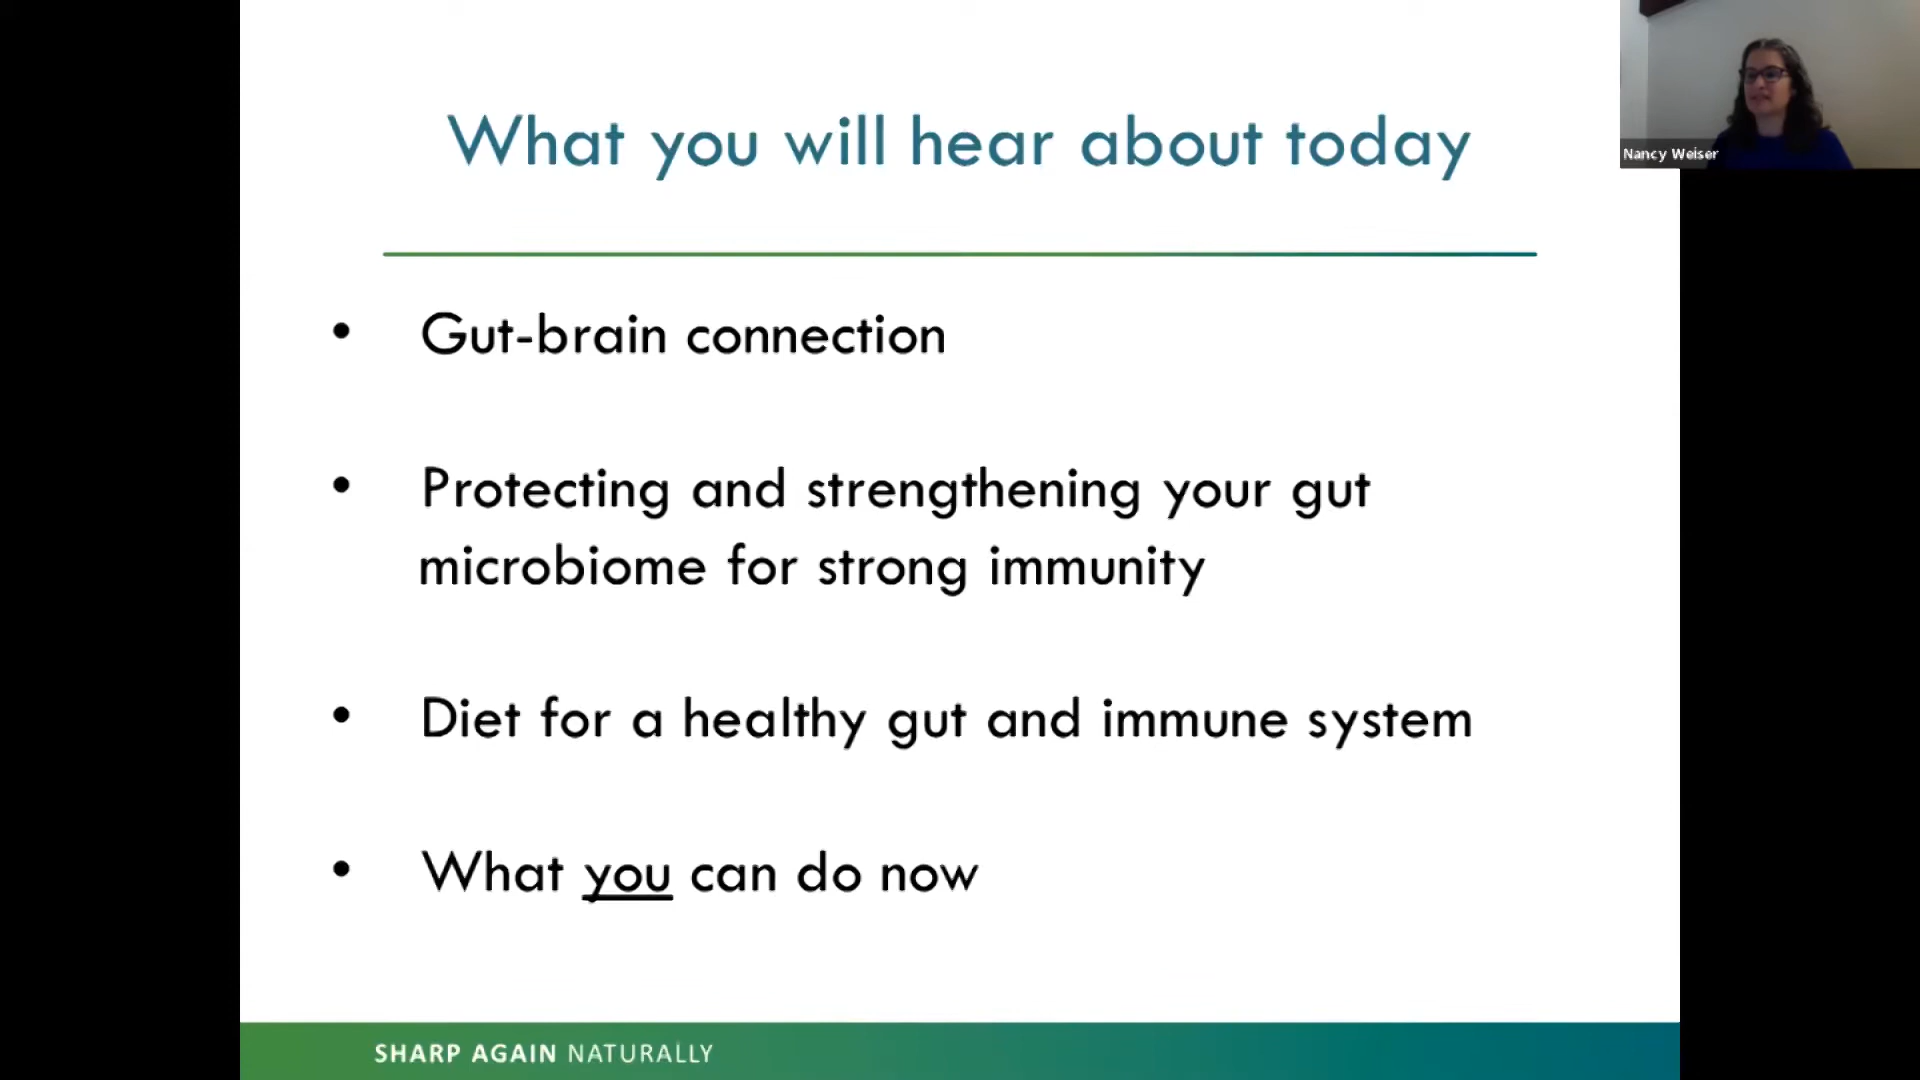 What you will hear about today
Nancy Weiser
• Gut-brain connection
• Protecting and strengthening your gut
microbiome for strong immunity
• Diet for a healthy gut and immune system
• What you can do now
SHARP AGAIN NATURALLY